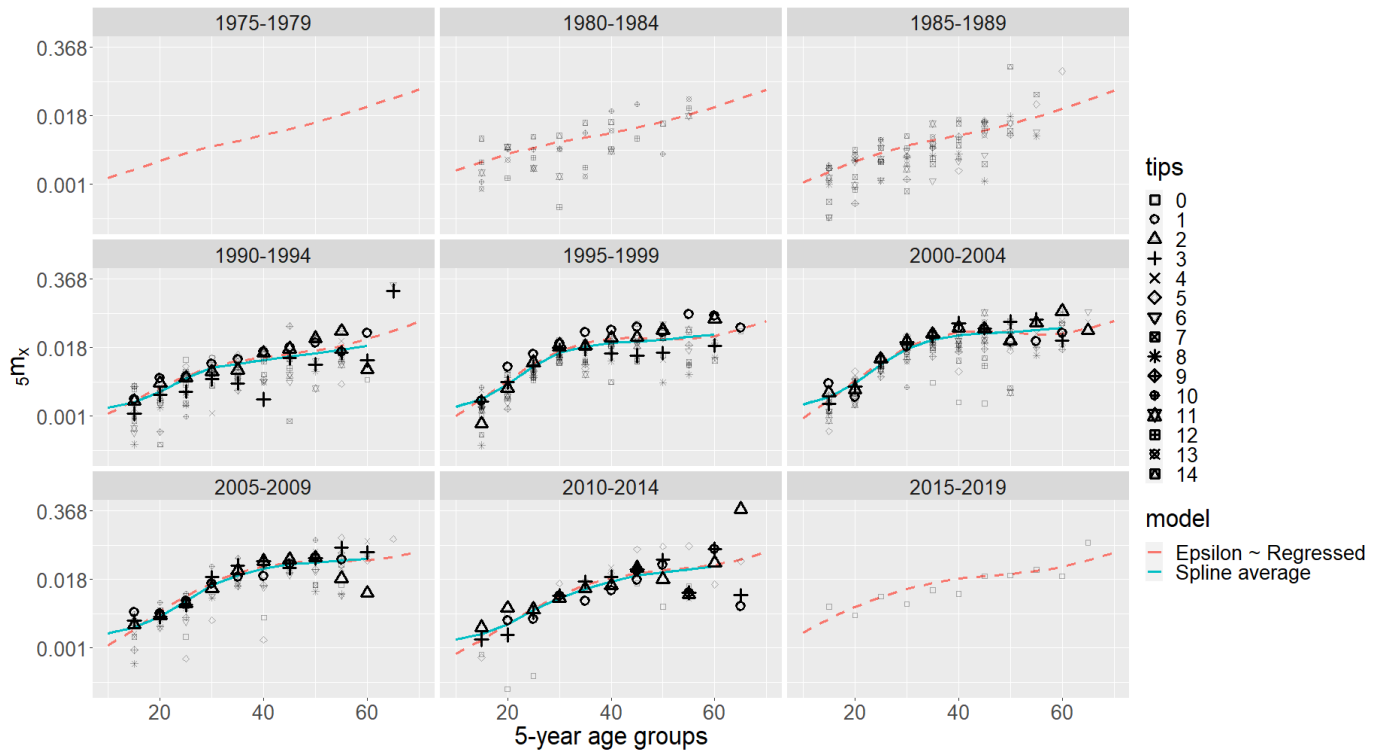 1975-1979 1980-1984 1985-1989
0.368
0.018
0.001
1990-1994 1995-1999 2000-2004
0.368
0.018
0.001
2005-2009 2010-2014 2015-2019
0.368
0.018
0.001
20 40 60 20 40 60 20 40 60
5-year age groups
5mx
tips
0
1
2
3
4
5
6
7
8
9
10
11
12
13
14
model
Epsilon ~ Regressed
Spline average